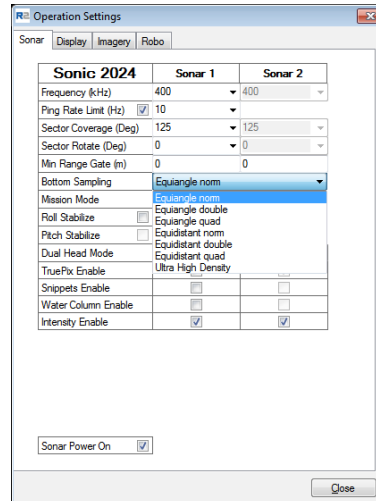 R2 Operation Settings
Sonar Display Imagery Robo
Sonic 2024 Sonar 1 Sonar 2
Frequency (kHz) 400 400
Ping Rate Limit (Hz) 10
Sector Coverage (Deg) 125 125
Sector Rotate (Deg) 0 0
Min Range Gate (m) 0 0
Bottom Sampling Equiangle norm
Mission Mode Equiangle norm
Equiangle double
Roll Stabilize Equiangle quad
Equidistant norm
Pitch Stabilize Equidistant double
Dual Head Mode Equidistant quad
TruePix Enable Ultra High Density
Snippets Enable
Water Column Enable
Intensity Enable
Sonar Power On
Close